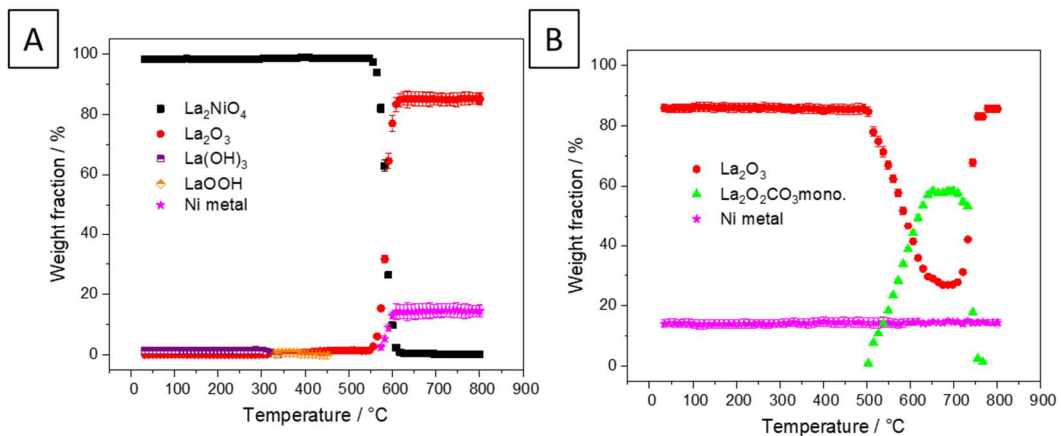 A
Weight fraction / %
100
80
60
40
20
0
La₂NiO₄
La₂O₃
La(OH)₃
LaOOH
Ni metal
0 100 200 300 400 500 600 700 800 900
Temperature / °C
B
Weight fraction / %
100
80
60
40
20
0
La₂O₃
La₂O₂CO₃mono.
Ni metal
0 100 200 300 400 500 600 700 800 900
Temperature / °C